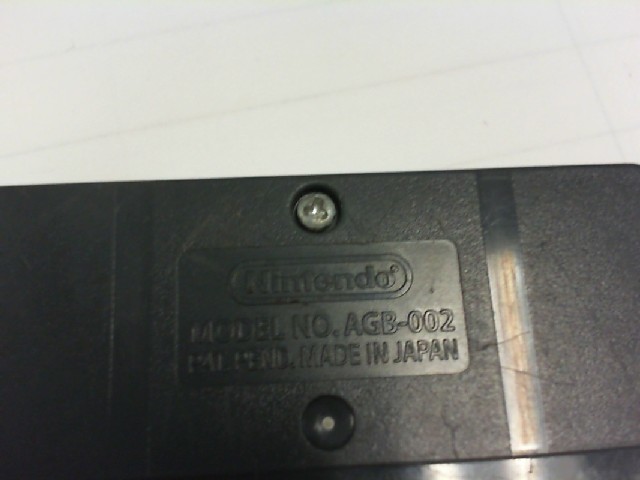 Nintendo®
MODEL NO. AGB-002
PAT. PEND. MADE IN JAPAN